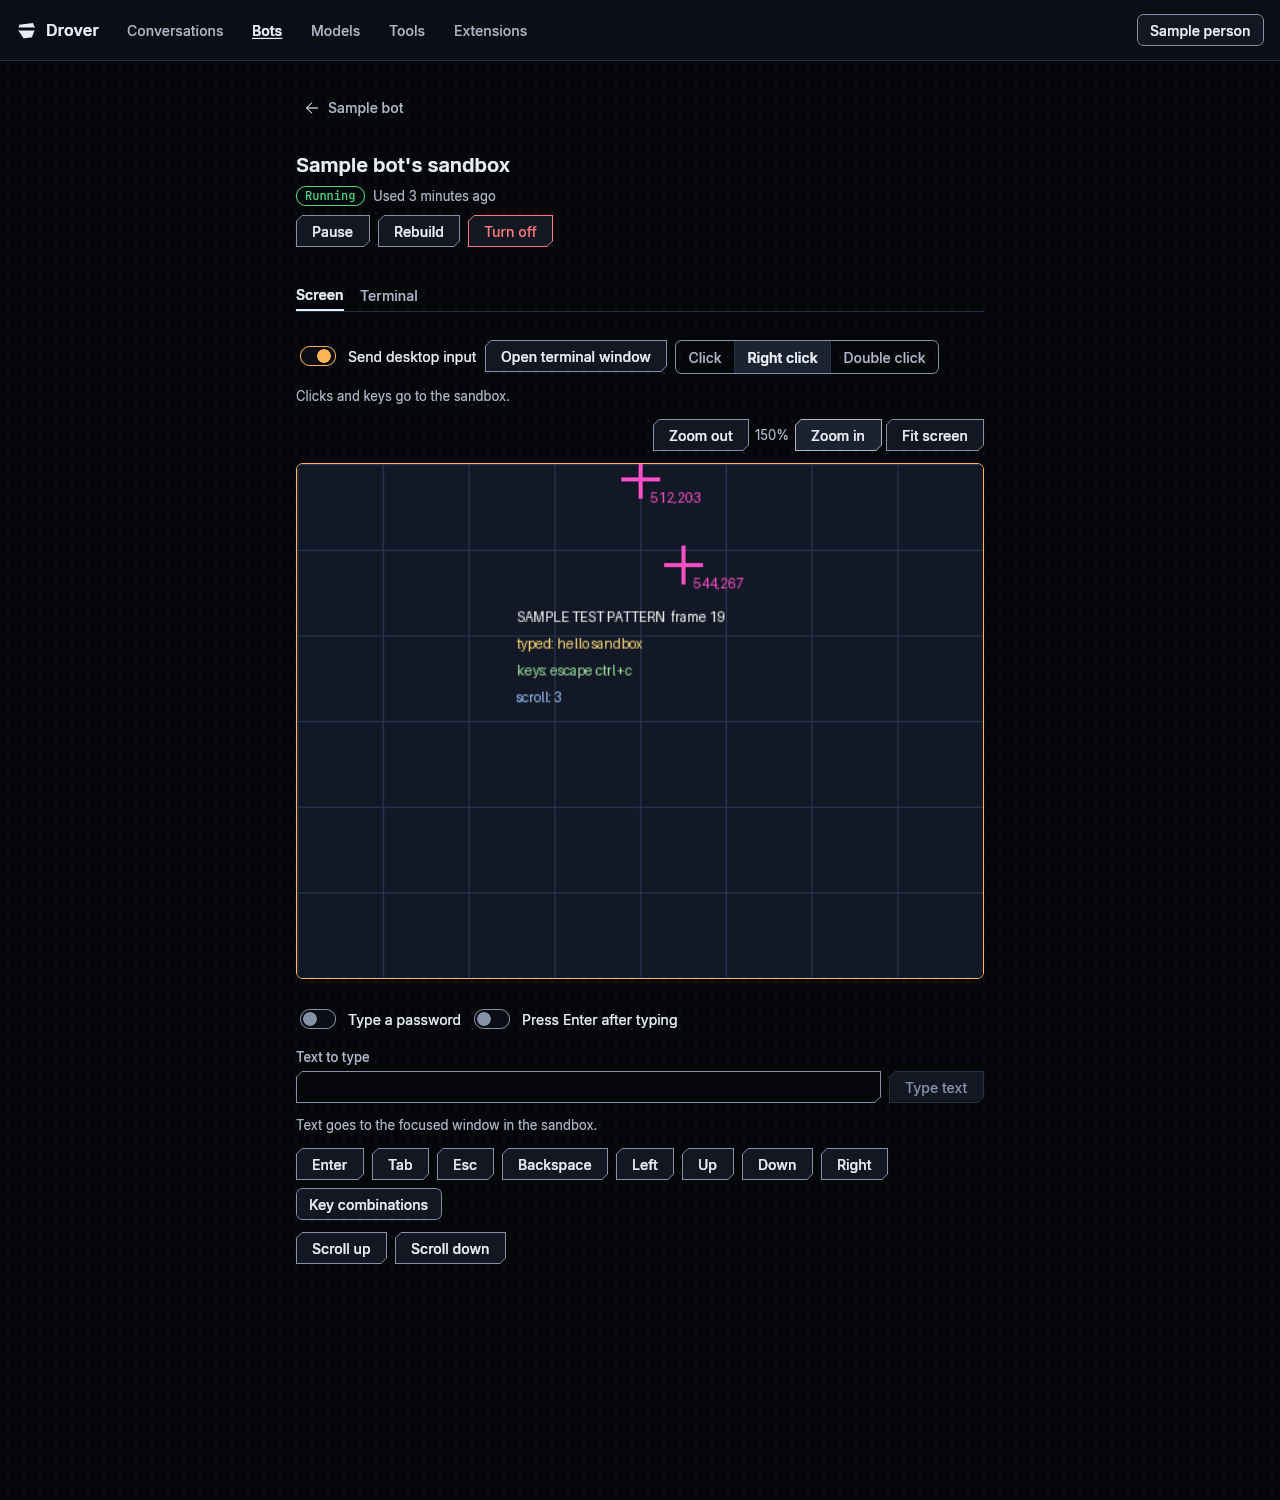 Drover Conversations Bots Models Tools Extensions Sample person
Sample bot
Sample bot's sandbox
Running Used 3 minutes ago
Pause Rebuild Turn off
Screen Terminal
Send desktop input Open terminal window Click Right click Double click
Clicks and keys go to the sandbox.
Zoom out 150% Zoom in Fit screen
512,203
544,267
SAMPLE TEST PATTERN frame 19
typed: hello sandbox
keys: escape ctrl+c
scroll: 3
Type a password Press Enter after typing
Text to type
Type text
Text goes to the focused window in the sandbox.
Enter Tab Esc Backspace Left Up Down Right
Key combinations
Scroll up Scroll down